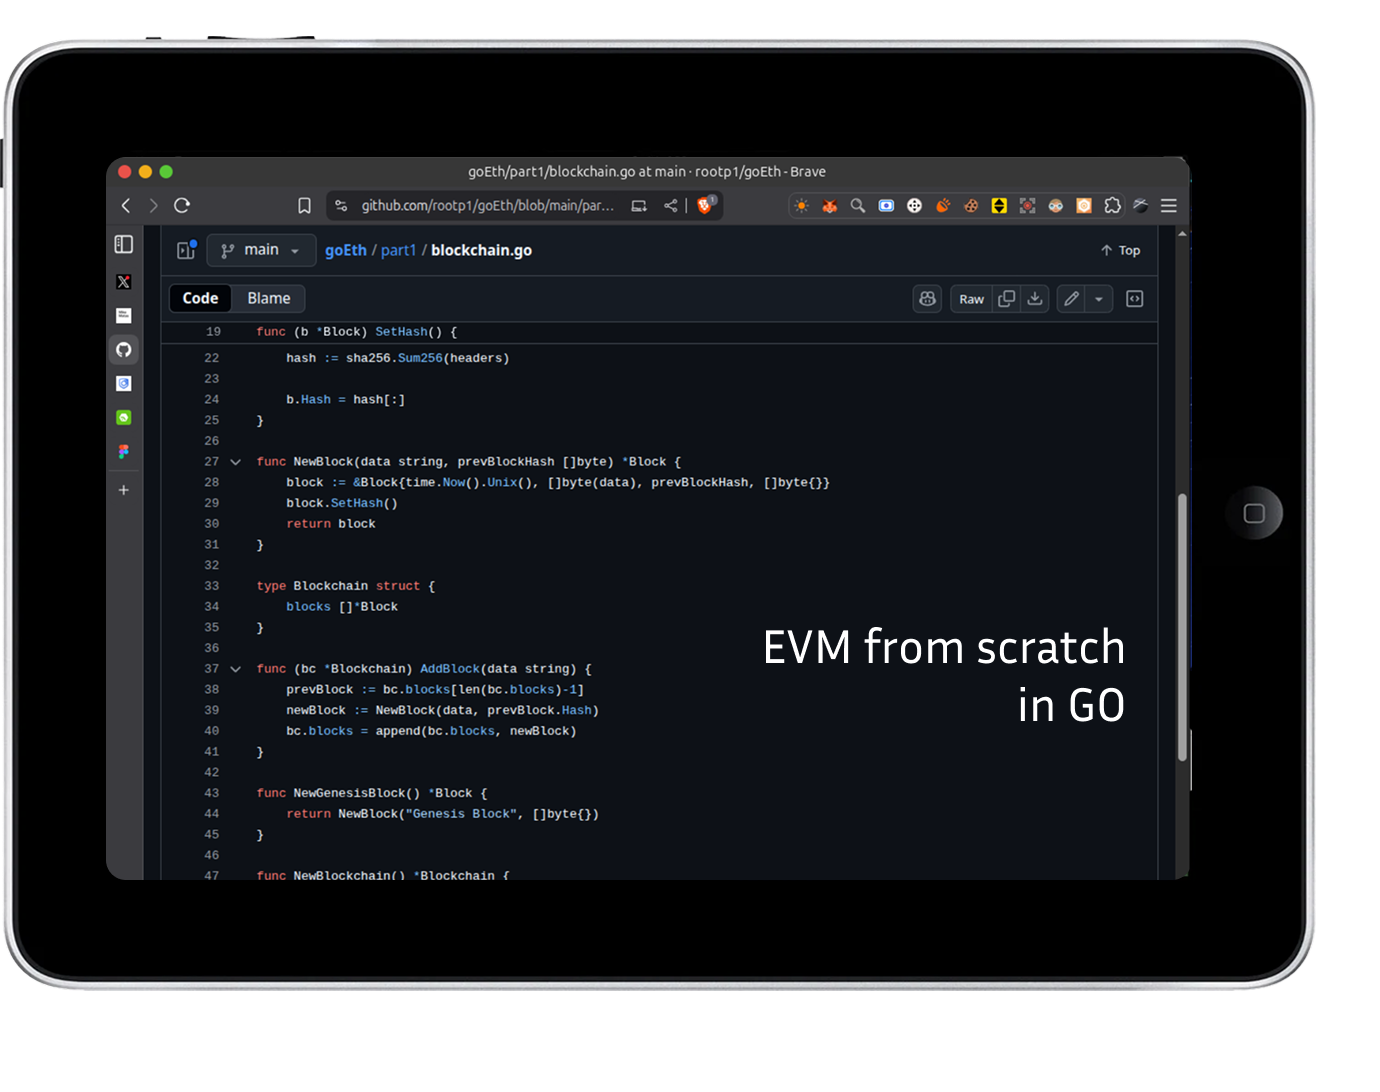 goEth/part1/blockchain.go at main · rootp1/goEth - Brave
github.com/rootp1/goEth/blob/main/par...
main
goEth / part1 / blockchain.go
Top
Code
Blame
Raw
19 func (b *Block) SetHash() {
22 hash := sha256.Sum256(headers)
23
24 b.Hash = hash[:]
25 }
26
27 func NewBlock(data string, prevBlockHash []byte) *Block {
28 block := &Block{time.Now().Unix(), []byte(data), prevBlockHash, []byte{}}
29 block.SetHash()
30 return block
31 }
32
33 type Blockchain struct {
34 blocks []*Block
35 }
36
37 func (bc *Blockchain) AddBlock(data string) {
38 prevBlock := bc.blocks[len(bc.blocks)-1]
39 newBlock := NewBlock(data, prevBlock.Hash)
40 bc.blocks = append(bc.blocks, newBlock)
41 }
42
43 func NewGenesisBlock() *Block {
44 return NewBlock("Genesis Block", []byte{})
45 }
46
47 func NewBlockchain() *Blockchain {
EVM from scratch
in GO